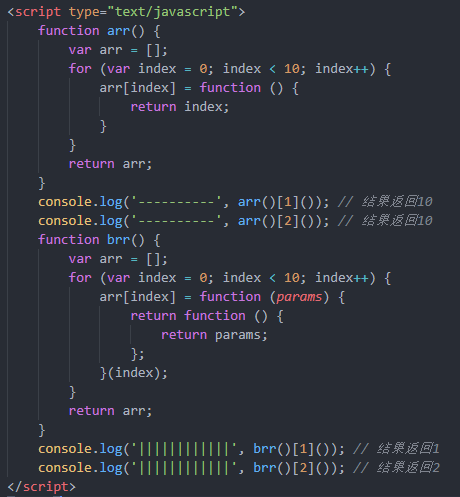 <script type="text/javascript">
    function arr() {
        var arr = [];
        for (var index = 0; index < 10; index++) {
            arr[index] = function () {
                return index;
            }
        }
        return arr;
    }
    console.log('----------', arr()[1]()); // 结果返回10
    console.log('----------', arr()[2]()); // 结果返回10
    function brr() {
        var arr = [];
        for (var index = 0; index < 10; index++) {
            arr[index] = function (params) {
                return function () {
                    return params;
                };
            }(index);
        }
        return arr;
    }
    console.log('||||||||||||', brr()[1]()); // 结果返回1
    console.log('||||||||||||', brr()[2]()); // 结果返回2
</script>